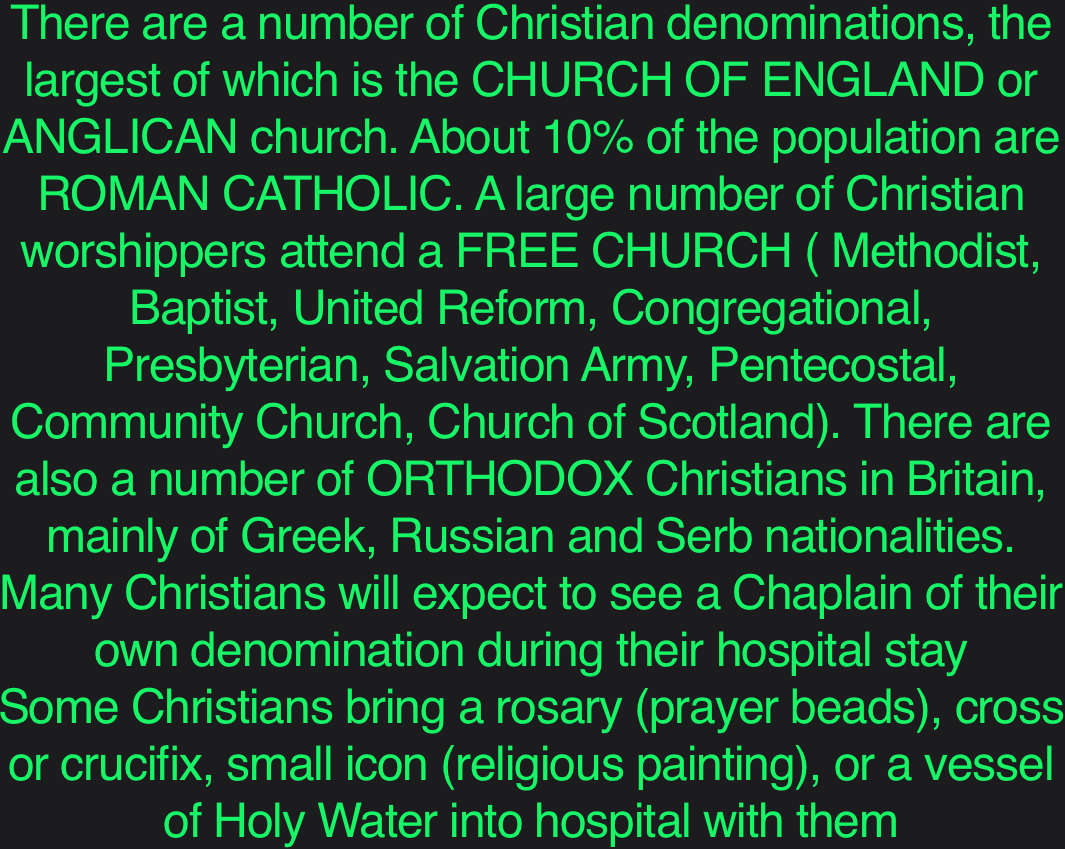 There are a number of Christian denominations, the
largest of which is the CHURCH OF ENGLAND or
ANGLICAN church. About 10% of the population are
ROMAN CATHOLIC. A large number of Christian
worshippers attend a FREE CHURCH ( Methodist,
Baptist, United Reform, Congregational,
Presbyterian, Salvation Army, Pentecostal,
Community Church, Church of Scotland). There are
also a number of ORTHODOX Christians in Britain,
mainly of Greek, Russian and Serb nationalities.
Many Christians will expect to see a Chaplain of their
own denomination during their hospital stay
Some Christians bring a rosary (prayer beads), cross
or crucifix, small icon (religious painting), or a vessel
of Holy Water into hospital with them